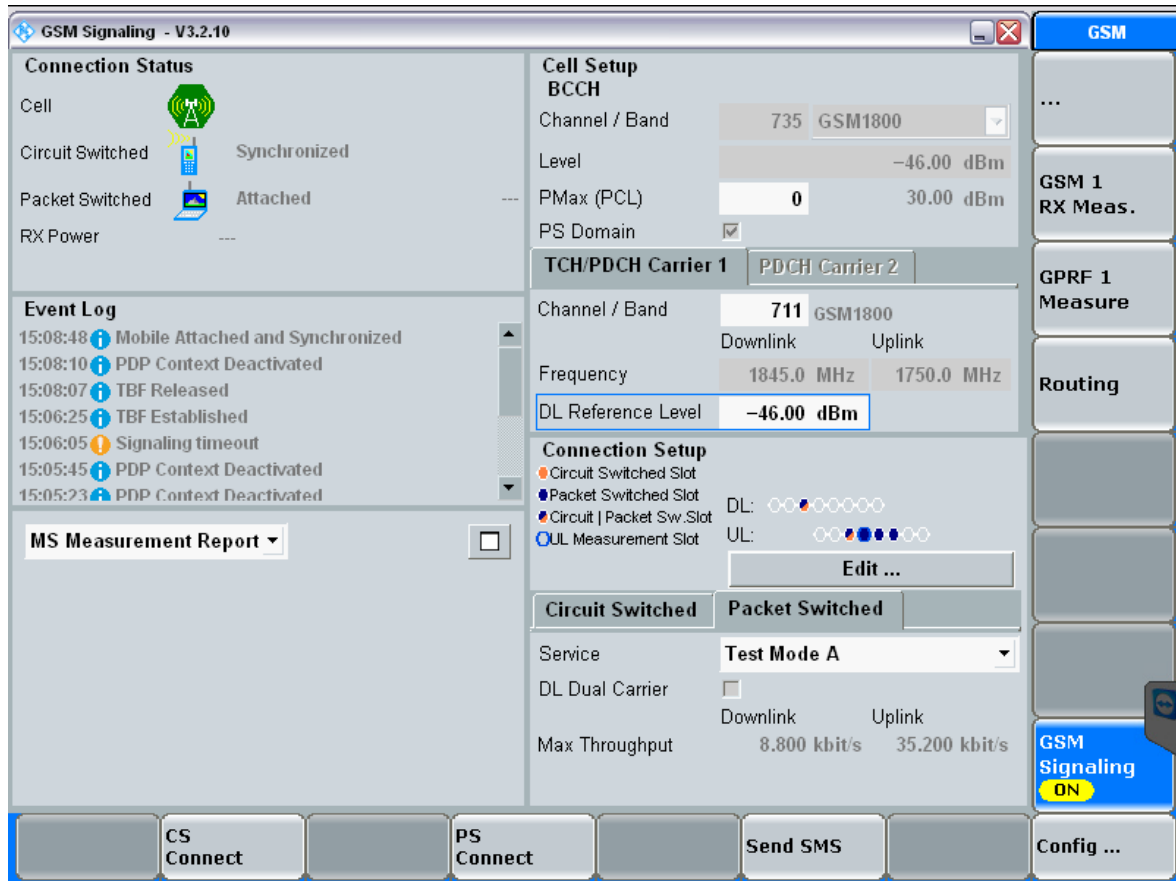 GSM Signaling - V3.2.10
GSM
Connection Status
Cell
Circuit Switched Synchronized
Packet Switched Attached ---
RX Power ---
Event Log
15:08:48 Mobile Attached and Synchronized
15:08:10 PDP Context Deactivated
15:08:07 TBF Released
15:06:25 TBF Established
15:06:05 Signaling timeout
15:05:45 PDP Context Deactivated
15:05:23 PDP Context Deactivated
MS Measurement Report
Cell Setup
BCCH
Channel / Band 735 GSM1800
Level -46.00 dBm
PMax (PCL) 0 30.00 dBm
PS Domain
TCH/PDCH Carrier 1 PDCH Carrier 2
Channel / Band 711 GSM1800
Downlink Uplink
Frequency 1845.0 MHz 1750.0 MHz
DL Reference Level -46.00 dBm
Connection Setup
Circuit Switched Slot
Packet Switched Slot
Circuit | Packet Sw.Slot
UL Measurement Slot
DL:
UL:
Edit ...
Circuit Switched Packet Switched
Service Test Mode A
DL Dual Carrier
Downlink Uplink
Max Throughput 8.800 kbit/s 35.200 kbit/s
...
GSM 1
RX Meas.
GPRF 1
Measure
Routing
GSM
Signaling
ON
CS
Connect
PS
Connect
Send SMS
Config ...